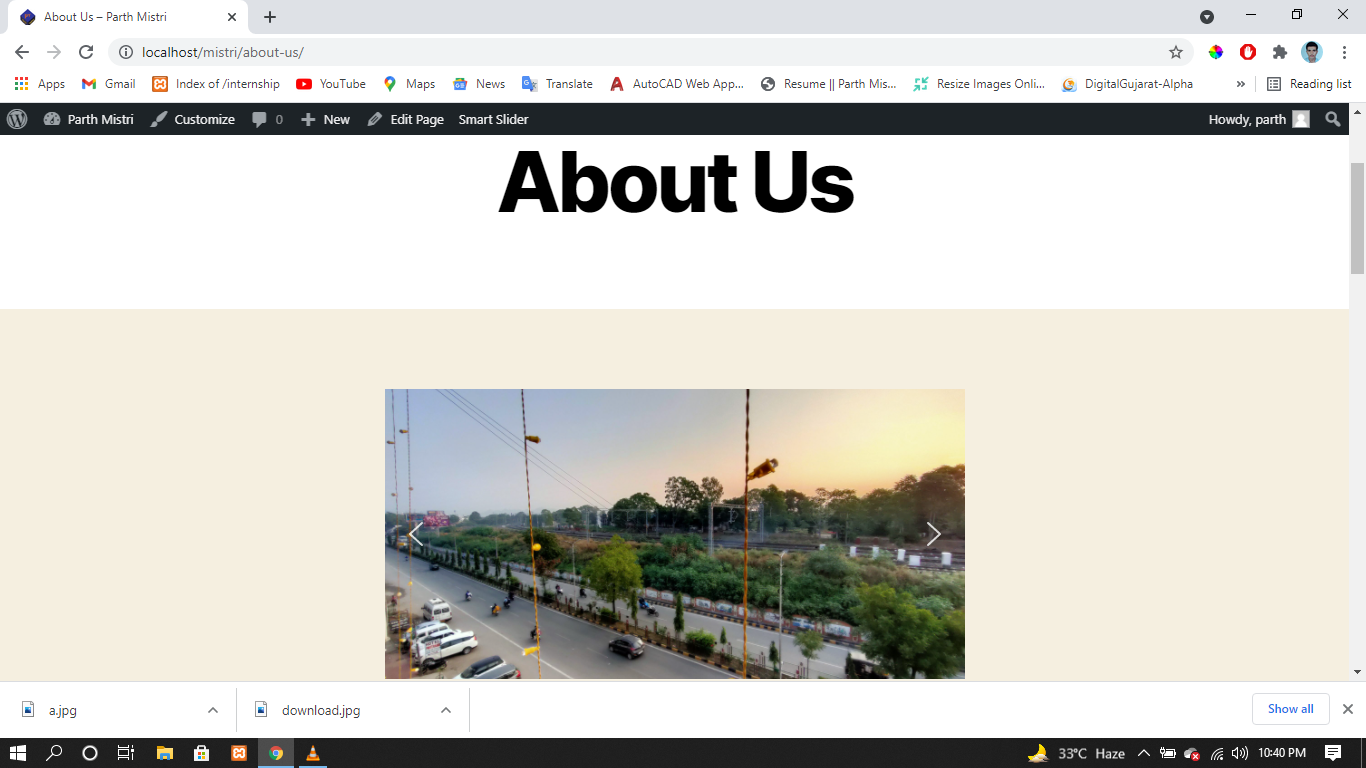 About Us – Parth Mistri
localhost/mistri/about-us/
Apps Gmail Index of /internship YouTube Maps News Translate AutoCAD Web App... Resume || Parth Mis... Resize Images Onli... DigitalGujarat-Alpha » Reading list
Parth Mistri Customize 0 New Edit Page Smart Slider Howdy, parth
About Us
a.jpg download.jpg Show all
33°C Haze 10:40 PM